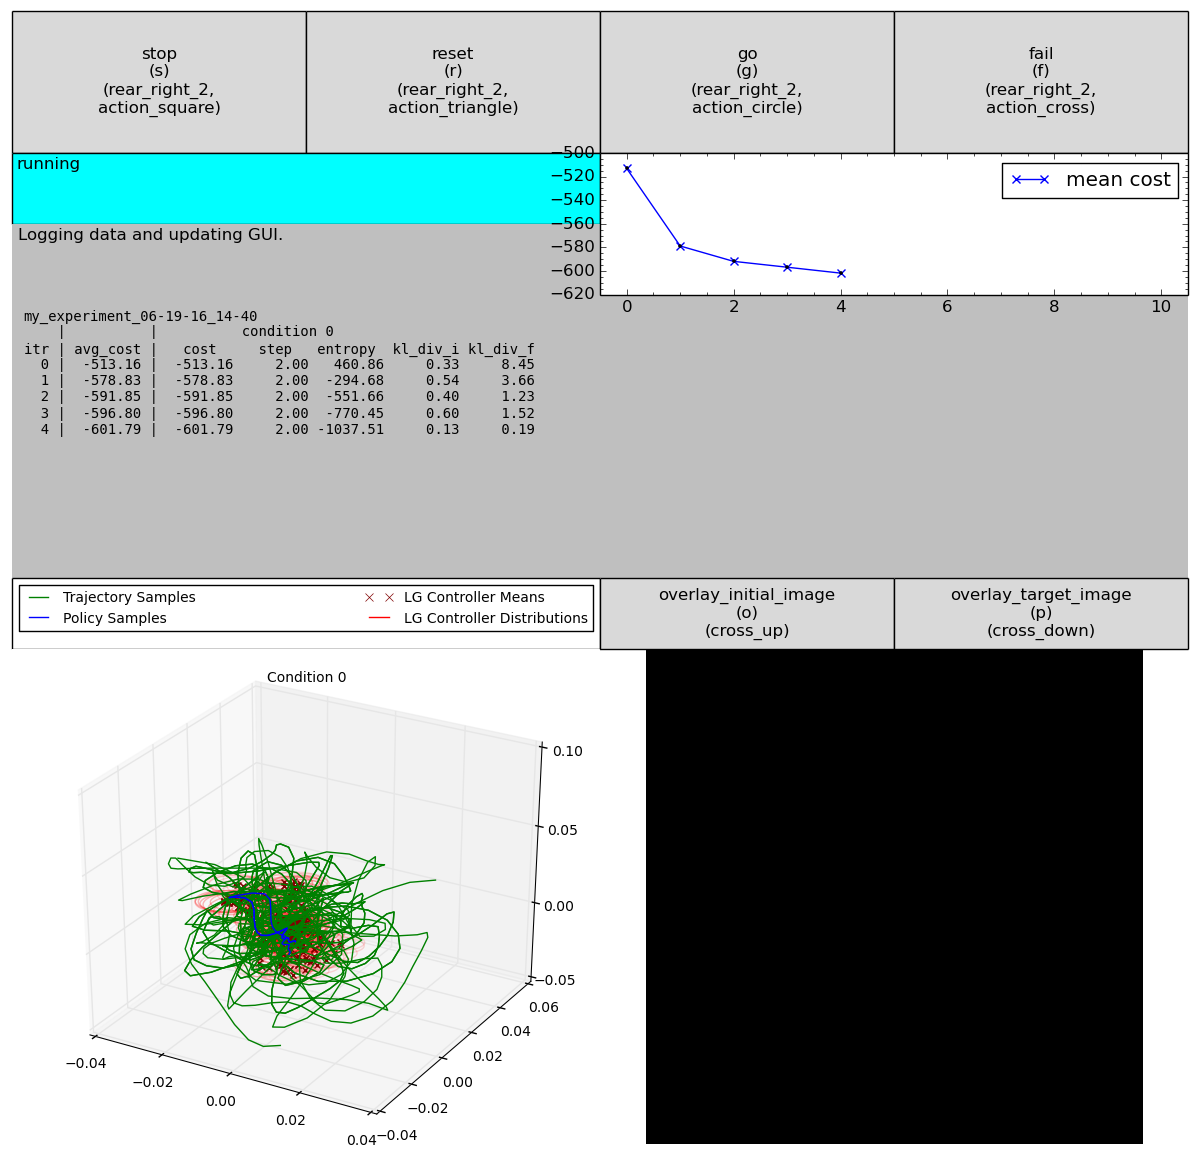 stop
(s)
(rear_right_2,
action_square)
reset
(r)
(rear_right_2,
action_triangle)
go
(g)
(rear_right_2,
action_circle)
fail
(f)
(rear_right_2,
action_cross)
running
−500
−520
−540
−560
−580
−600
−620
mean cost
0 2 4 6 8 10
Logging data and updating GUI.
my_experiment_06-19-16_14-40
| | condition 0
itr | avg_cost | cost step entropy kl_div_i kl_div_f
0 | -513.16 | -513.16 2.00 460.86 0.33 8.45
1 | -578.83 | -578.83 2.00 -294.68 0.54 3.66
2 | -591.85 | -591.85 2.00 -551.66 0.40 1.23
3 | -596.80 | -596.80 2.00 -770.45 0.60 1.52
4 | -601.79 | -601.79 2.00 -1037.51 0.13 0.19
Trajectory Samples
Policy Samples
LG Controller Means
LG Controller Distributions
overlay_initial_image
(o)
(cross_up)
overlay_target_image
(p)
(cross_down)
Condition 0
0.10
0.05
0.00
−0.05
0.06
0.04
0.02
0.00
−0.02
−0.04
−0.04
−0.02
0.00
0.02
0.04